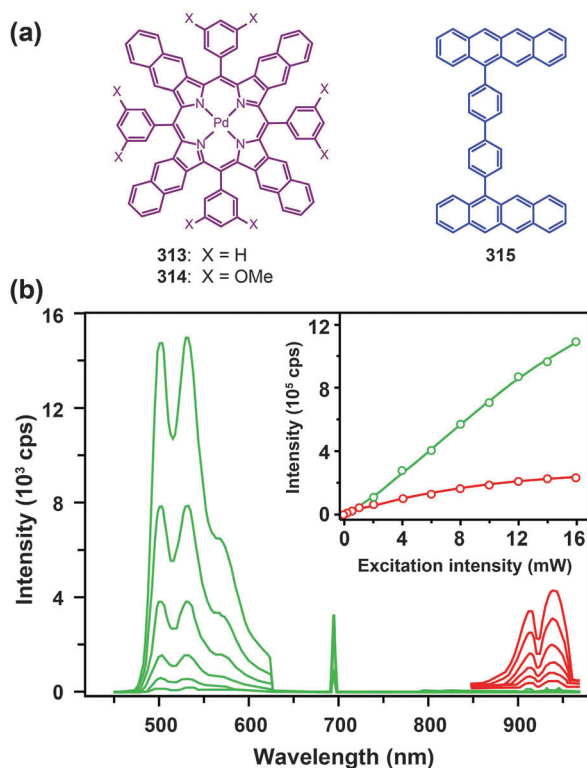 (a)
X X
X X
N N
Pd
N N
X X
X X
313: X = H
314: X = OMe
315
(b)
16
12
8
4
0
Intensity (10³ cps)
500 600 700 800 900
Wavelength (nm)
12
8
4
0
Intensity (10⁵ cps)
0 4 8 12 16
Excitation intensity (mW)